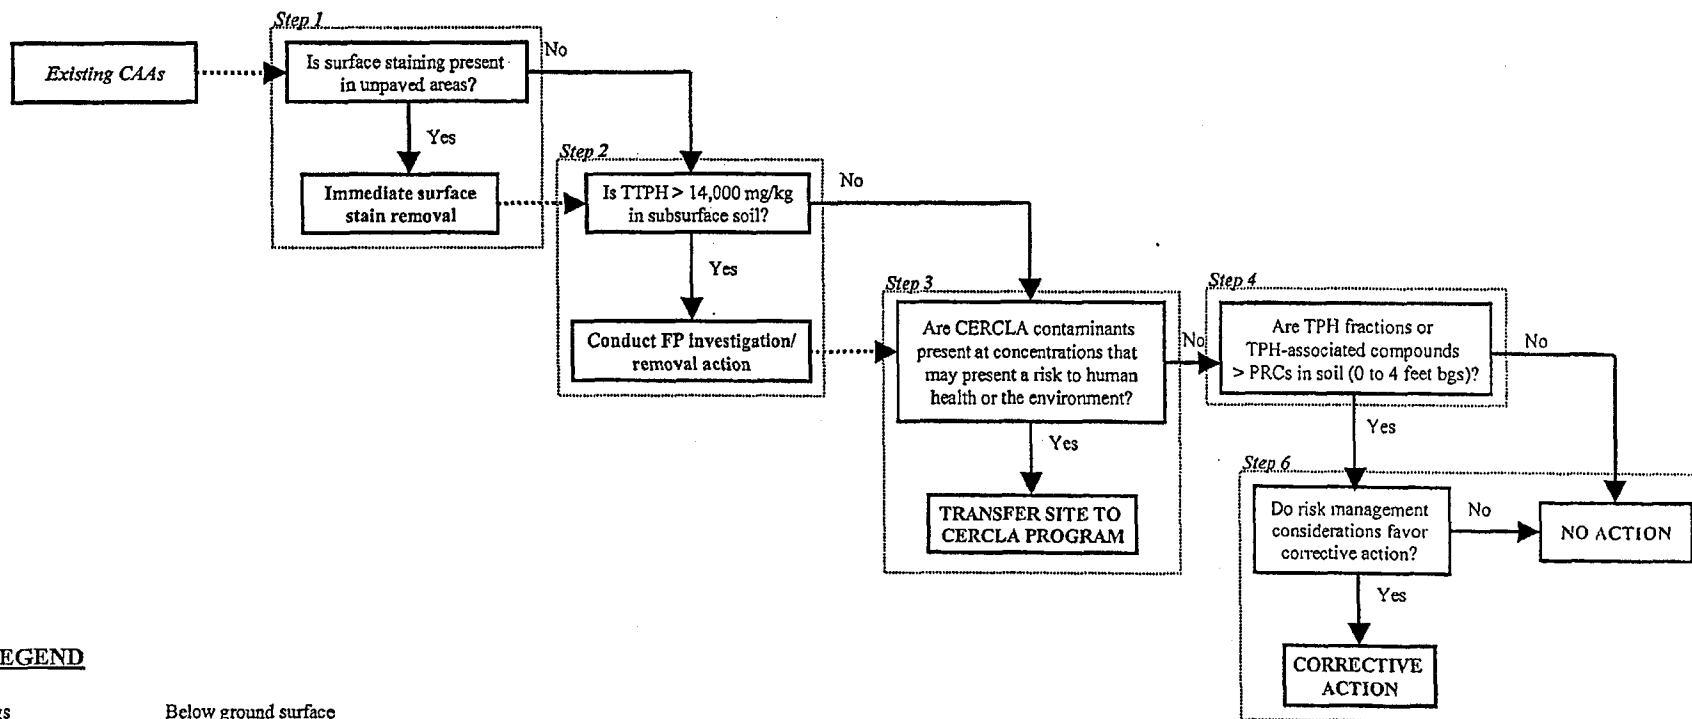 Step 1
Existing CAAs
Is surface staining present
in unpaved areas?
No
Yes
Immediate surface
stain removal
Step 2
Is TTPH > 14,000 mg/kg
in subsurface soil?
No
Yes
Conduct FP investigation/
removal action
Step 3
Are CERCLA contaminants
present at concentrations that
may present a risk to human
health or the environment?
No
Yes
TRANSFER SITE TO
CERCLA PROGRAM
Step 4
Are TPH fractions or
TPH-associated compounds
> PRCs in soil (0 to 4 feet bgs)?
No
Yes
Step 6
Do risk management
considerations favor
corrective action?
No
NO ACTION
Yes
CORRECTIVE
ACTION
EGEND
gs Below ground surface